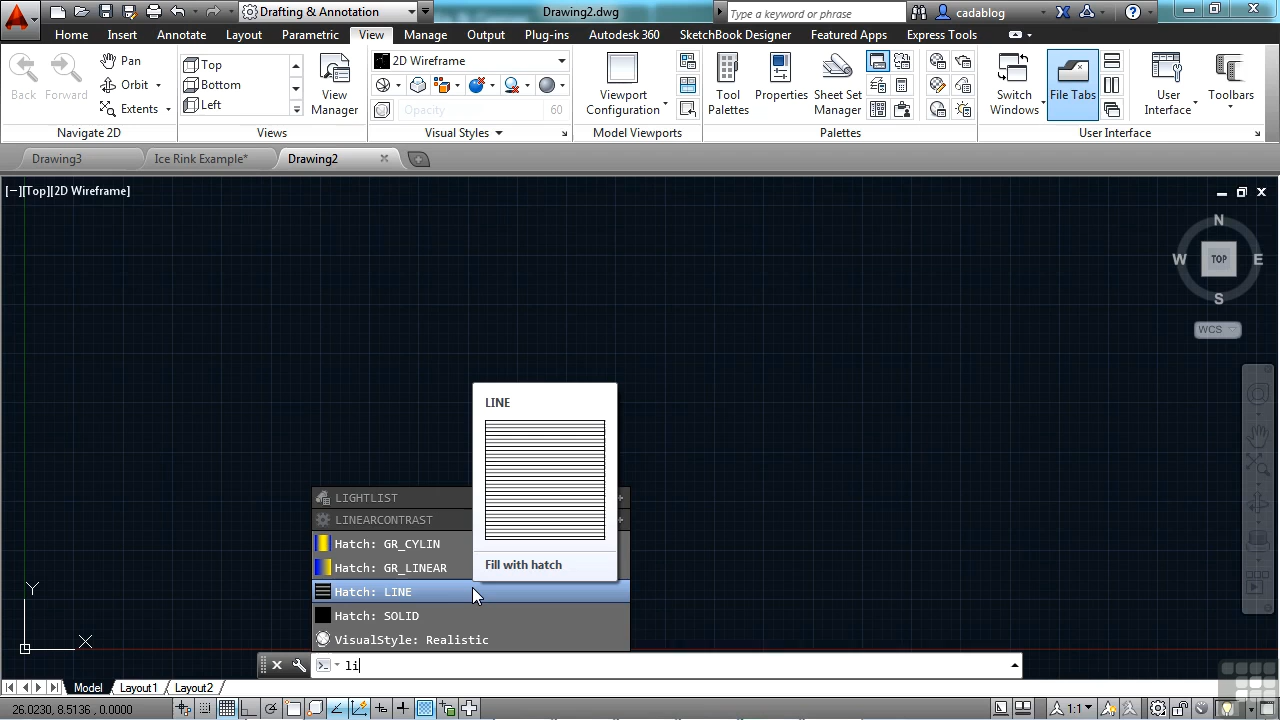 Drafting & Annotation
Drawing2.dwg
Type a keyword or phrase
cadablog
Home Insert Annotate Layout Parametric View Manage Output Plug-ins Autodesk 360 SketchBook Designer Featured Apps Express Tools
Back
Forward
Pan
Orbit
Extents
Navigate 2D
Top
Bottom
Left
View
Manager
Views
2D Wireframe
Opacity 60
Visual Styles
Viewport
Configuration
Model Viewports
Tool
Palettes
Properties
Sheet Set
Manager
Palettes
Switch
Windows
File Tabs
User
Interface
Toolbars
User Interface
Drawing3
Ice Rink Example*
Drawing2
[−][Top][2D Wireframe]
N
W TOP E
S
WCS
LINE
Fill with hatch
LIGHTLIST
LINEARCONTRAST
Hatch: GR_CYLIN
Hatch: GR_LINEAR
Hatch: LINE
Hatch: SOLID
VisualStyle: Realistic
Y
X
li
Model Layout1 Layout2
26.0230, 8.5136, 0.0000
1:1